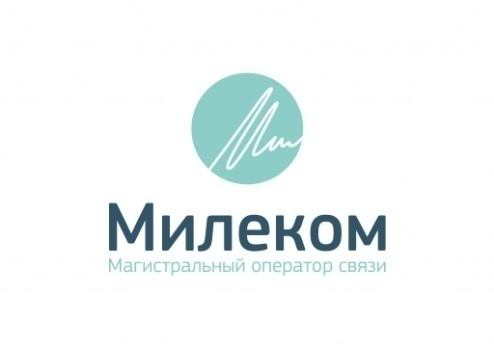 Милеком
Магистральный оператор связи